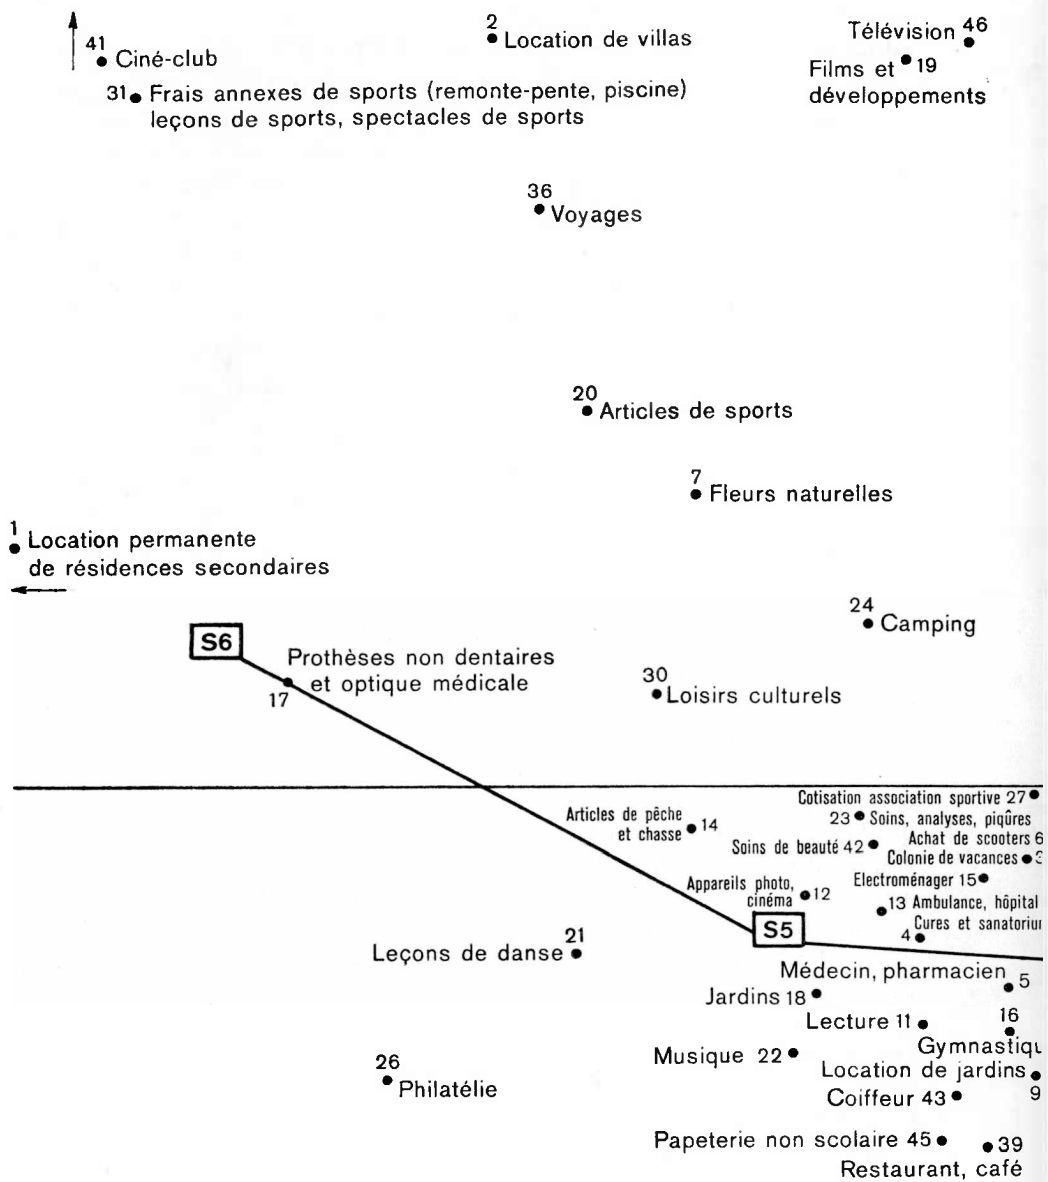 2
Location de villas
Télévision 46
41
Ciné-club
Films et 19
développements
31 Frais annexes de sports (remonte-pente, piscine)
leçons de sports, spectacles de sports
36
Voyages
20
Articles de sports
7
Fleurs naturelles
1
Location permanente
de résidences secondaires
24
Camping
S6
Prothèses non dentaires
et optique médicale
17
30
Loisirs culturels
Cotisation association sportive 27
Articles de pêche
et chasse 14
23 Soins, analyses, piqûres
Achat de scooters 6
Soins de beauté 42
Colonie de vacances
Electroménager 15
Appareils photo,
cinéma 12
13 Ambulance, hôpital
Cures et
4
S5
21
Leçons de danse
Médecin, pharmacien 5
Jardins 18
Lecture 11
16
Gymnastiq
Musique 22
Location de jardins
9
26
Philatélie
Coiffeur 43
Papeterie non scolaire 45
39
Restaurant, café